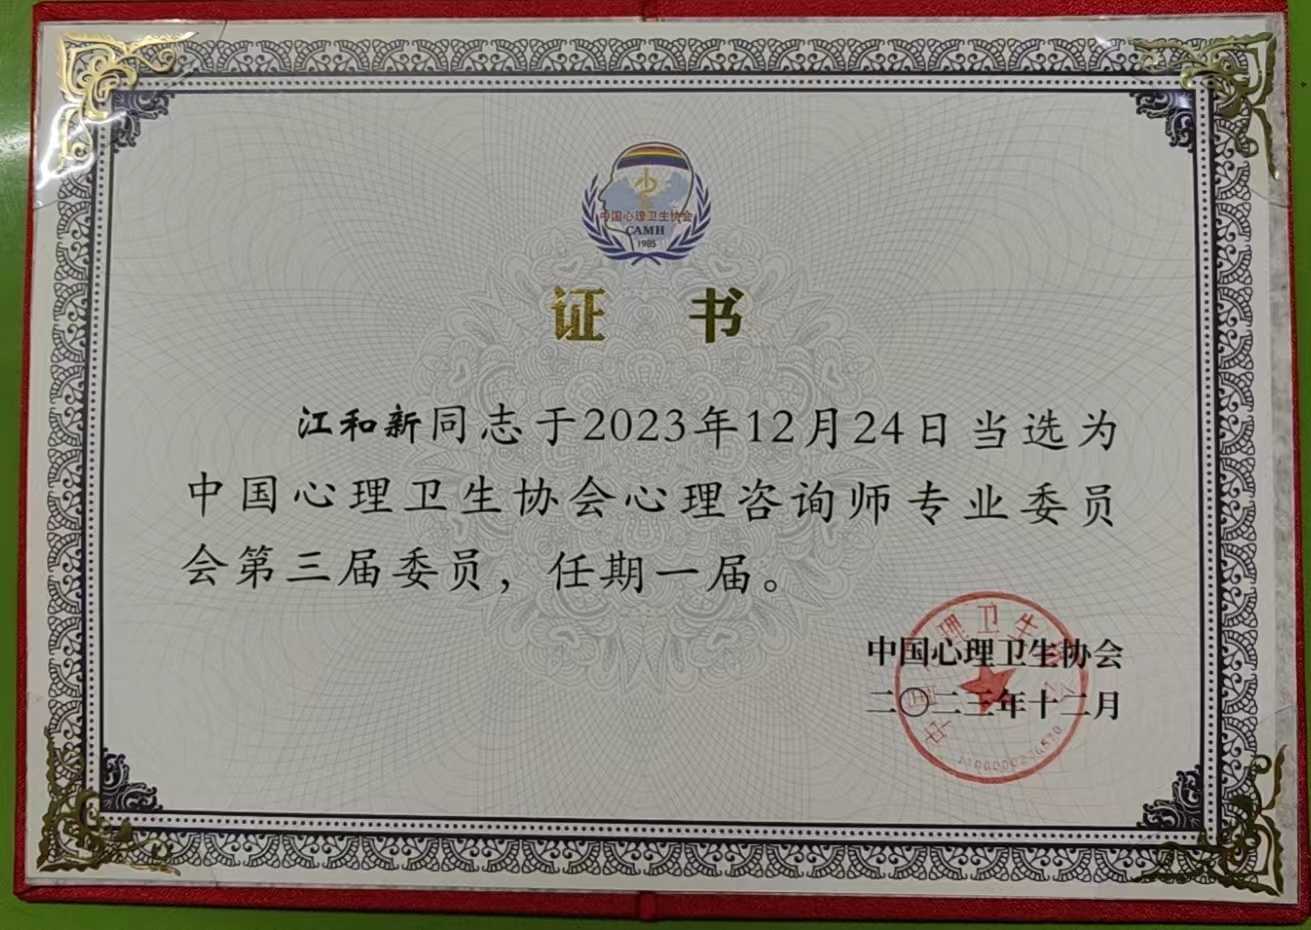 中国心理卫生协会
CAMH
1985
证 书
江和新同志于2023年12月24日当选为
中国心理卫生协会心理咨询师专业委员
会第三届委员，任期一届。
中国心理卫生协会
二〇二三年十二月